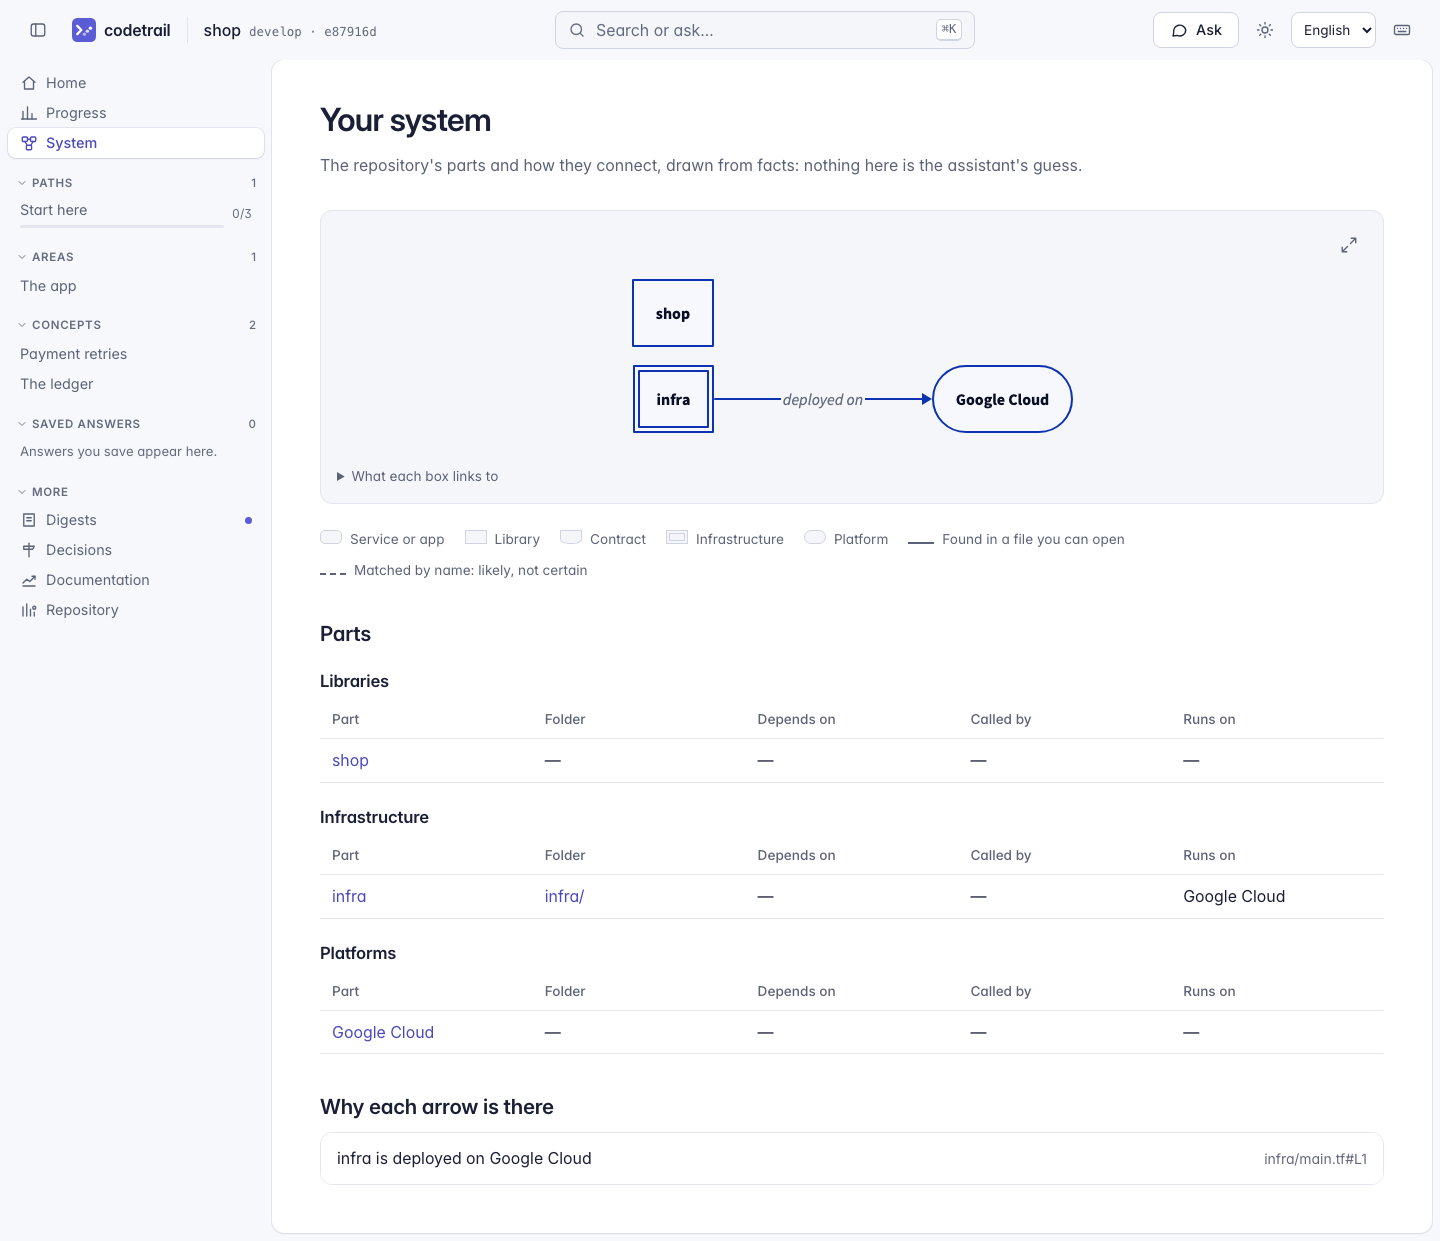 codetrail
shop develop · e87916d
Search or ask...
⌘K
Ask
English
Home
Progress
System
PATHS 1
Start here 0/3
AREAS 1
The app
CONCEPTS 2
Payment retries
The ledger
SAVED ANSWERS 0
Answers you save appear here.
MORE
Digests
Decisions
Documentation
Repository
Your system
The repository's parts and how they connect, drawn from facts: nothing here is the assistant's guess.
shop
infra deployed on Google Cloud
What each box links to
Service or app Library Contract Infrastructure Platform Found in a file you can open
Matched by name: likely, not certain
Parts
Libraries
Part Folder Depends on Called by Runs on
shop — — — —
Infrastructure
Part Folder Depends on Called by Runs on
infra infra/ — — Google Cloud
Platforms
Part Folder Depends on Called by Runs on
Google Cloud — — — —
Why each arrow is there
infra is deployed on Google Cloud infra/main.tf#L1